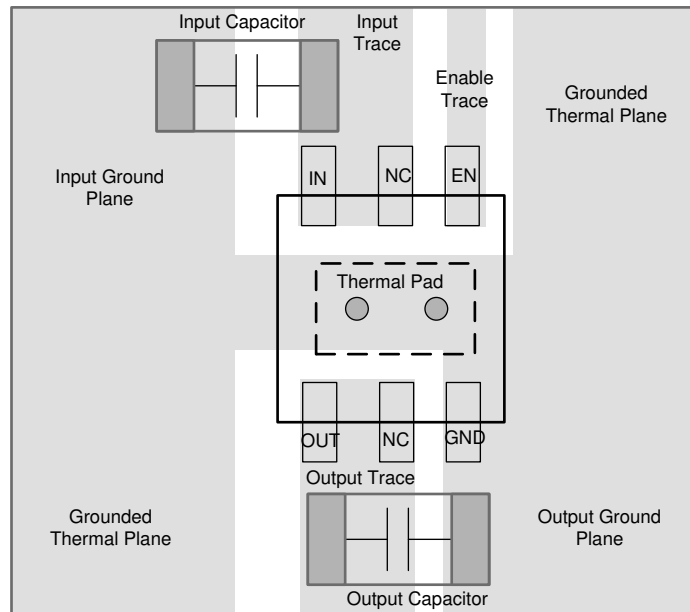 Input Capacitor
Input
Trace
Enable
Trace
Grounded
Thermal Plane
Input Ground
Plane
IN
NC
EN
Thermal Pad
OUT
NC
GND
Output Trace
Grounded
Thermal Plane
Output Ground
Plane
Output Capacitor